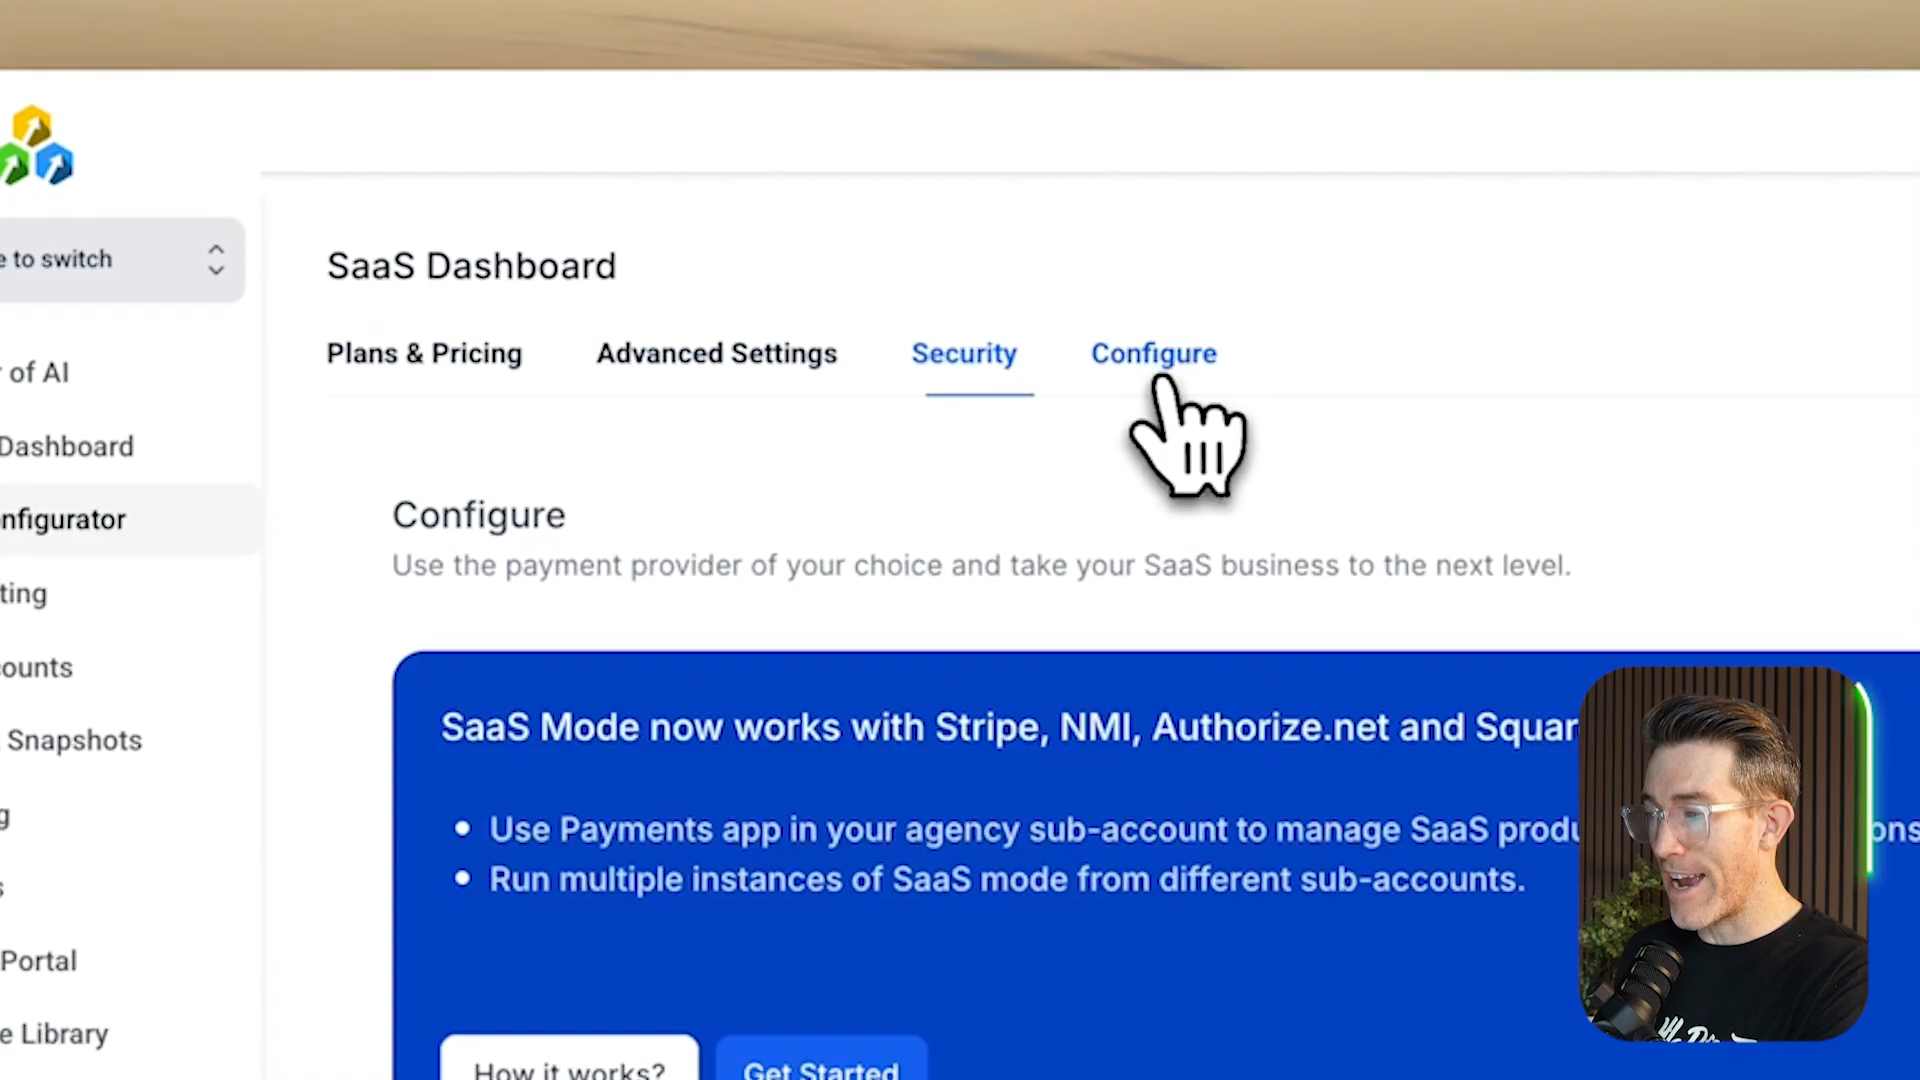 e to switch
SaaS Dashboard
Plans & Pricing Advanced Settings Security Configure
of AI
Dashboard
nfigurator
ting
counts
Snapshots
g
s
Portal
e Library
Configure
Use the payment provider of your choice and take your SaaS business to the next level.
SaaS Mode now works with Stripe, NMI, Authorize.net and Squar
• Use Payments app in your agency sub-account to manage SaaS produ ons
• Run multiple instances of SaaS mode from different sub-accounts.
How it works? Get Started